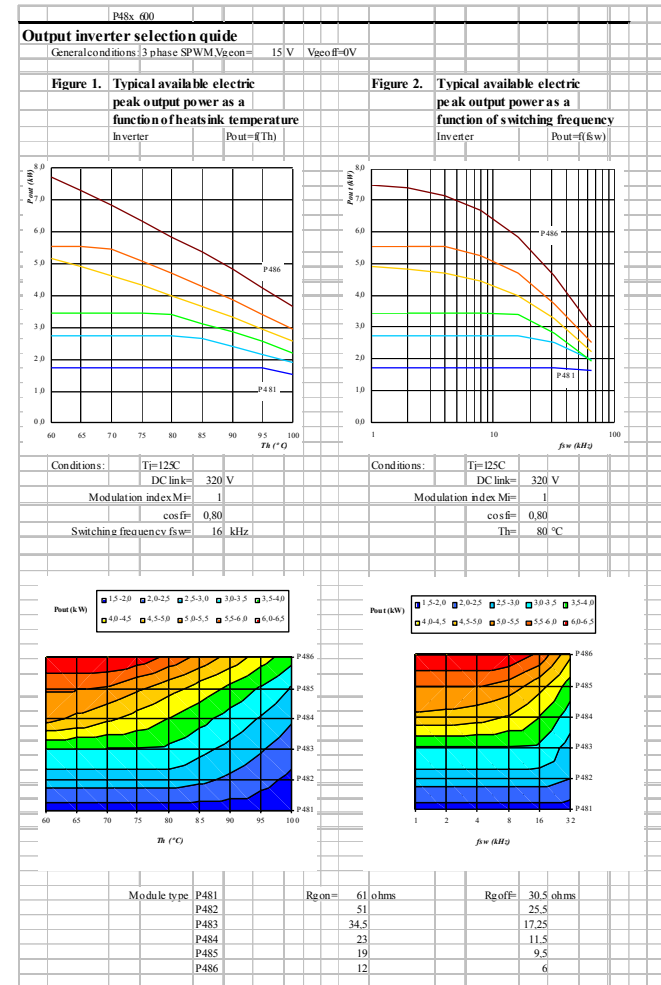 P48x 600
Output inverter selection quide
General conditions: 3 phase SPWM, Vgeon= 15 V Vgeoff=0V
Figure 1. Typical available electric
peak output power as a
function of heatsink temperature
Inverter Pout=f(Th)
Figure 2. Typical available electric
peak output power as a
function of switching frequency
Inverter Pout=f(fsw)
Pout (kW)
8,0
7,0
6,0
5,0
4,0
3,0
2,0
1,0
0,0
P486
P481
60 65 70 75 80 85 90 95 100
Th (°C)
Pout (kW)
8,0
7,0
6,0
5,0
4,0
3,0
2,0
1,0
0,0
P486
P481
1 10 100
fsw (kHz)
Conditions: Tj=125C
DC link= 320 V
Modulation index Mi= 1
cosfi= 0,80
Switching frequency fsw= 16 kHz
Conditions: Tj=125C
DC link= 320 V
Modulation index Mi= 1
cosfi= 0,80
Th= 80 °C
Pout (kW)
1,5-2,0 2,0-2,5 2,5-3,0 3,0-3,5 3,5-4,0
4,0-4,5 4,5-5,0 5,0-5,5 5,5-6,0 6,0-6,5
P486
P485
P484
P483
P482
P481
60 65 70 75 80 85 90 95 100
Th (°C)
Pout (kW)
1,5-2,0 2,0-2,5 2,5-3,0 3,0-3,5 3,5-4,0
4,0-4,5 4,5-5,0 5,0-5,5 5,5-6,0 6,0-6,5
P486
P485
P484
P483
P482
P481
1 2 4 8 16 32
fsw (kHz)
Module type P481 Rgon= 61 ohms Rgoff= 30,5 ohms
P482 51 25,5
P483 34,5 17,25
P484 23 11,5
P485 19 9,5
P486 12 6